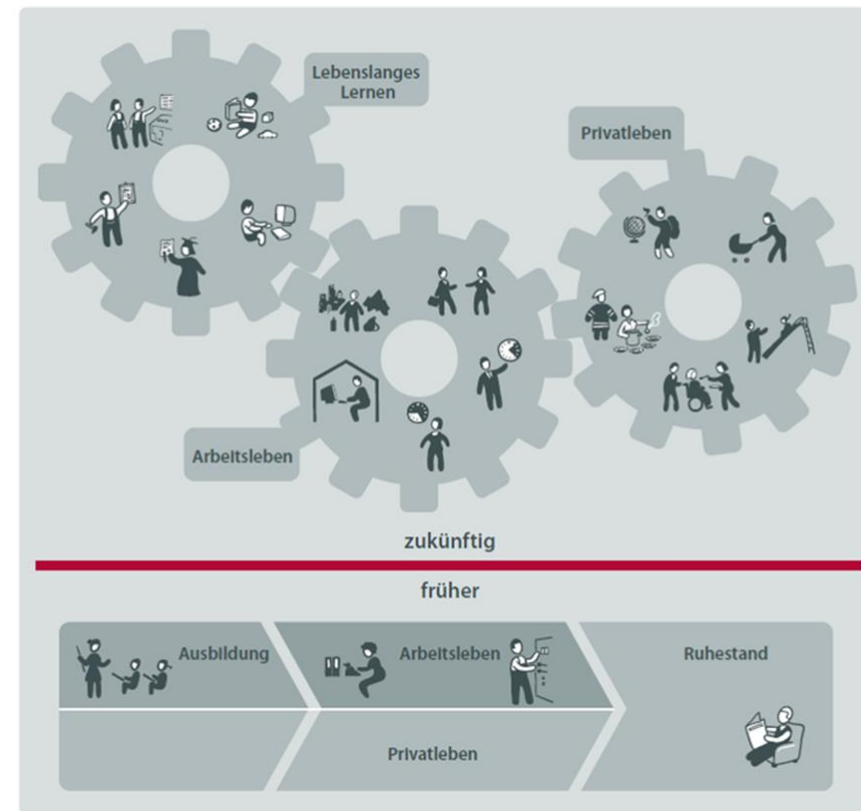 Lebenslanges
Lernen
Privatleben
Arbeitsleben
zukünftig
früher
Ausbildung
Arbeitsleben
Ruhestand
Privatleben